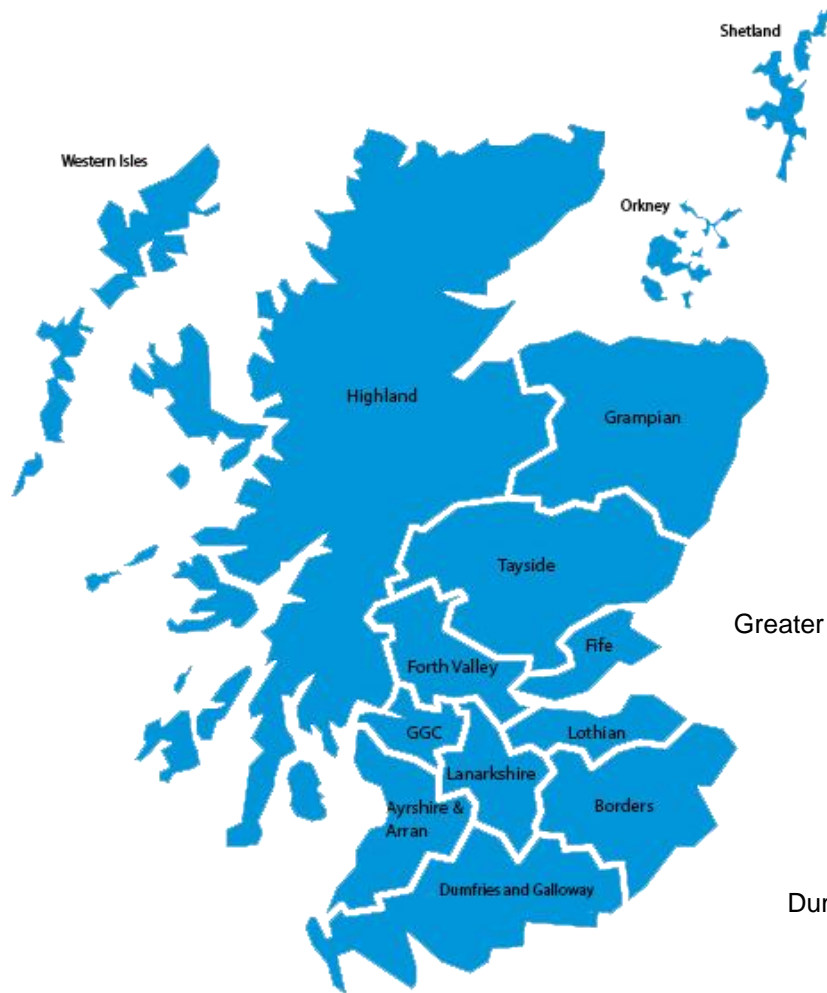 Shetland
Western Isles
Orkney
Highland
Grampian
Tayside
Greater
Fife
Forth Valley
GGC
Lothian
Lanarkshire
Ayrshire &
Arran
Borders
Dumfries and Galloway